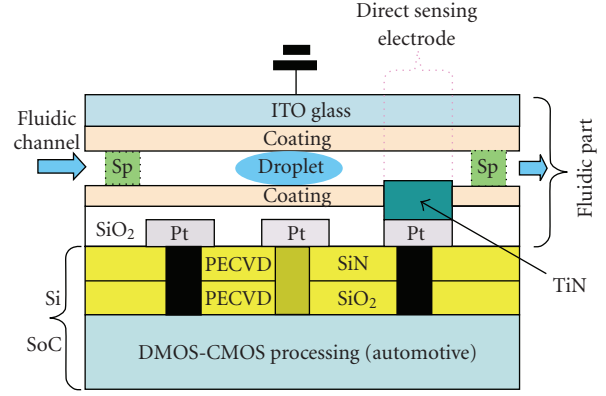 Direct sensing
electrode
ITO glass
Fluidic
channel
Coating
Sp
Droplet
Sp
Coating
Fluidic part
SiO2
Pt
Pt
Pt
TiN
PECVD
SiN
Si
PECVD
SiO2
SoC
DMOS-CMOS processing (automotive)